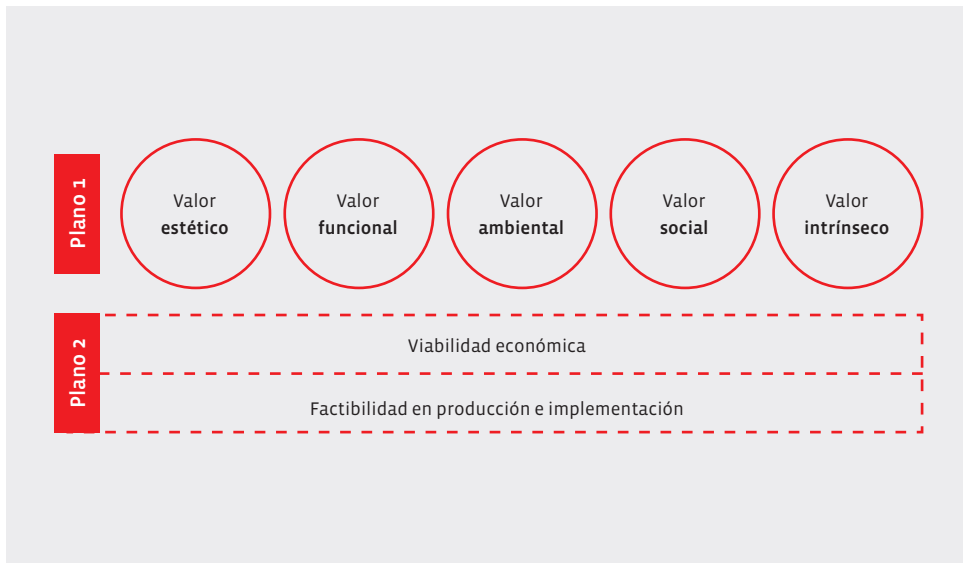 Plano 1
Valor
estético
Valor
funcional
Valor
ambiental
Valor
social
Valor
intrínseco
Plano 2
Viabilidad económica
Factibilidad en producción e implementación